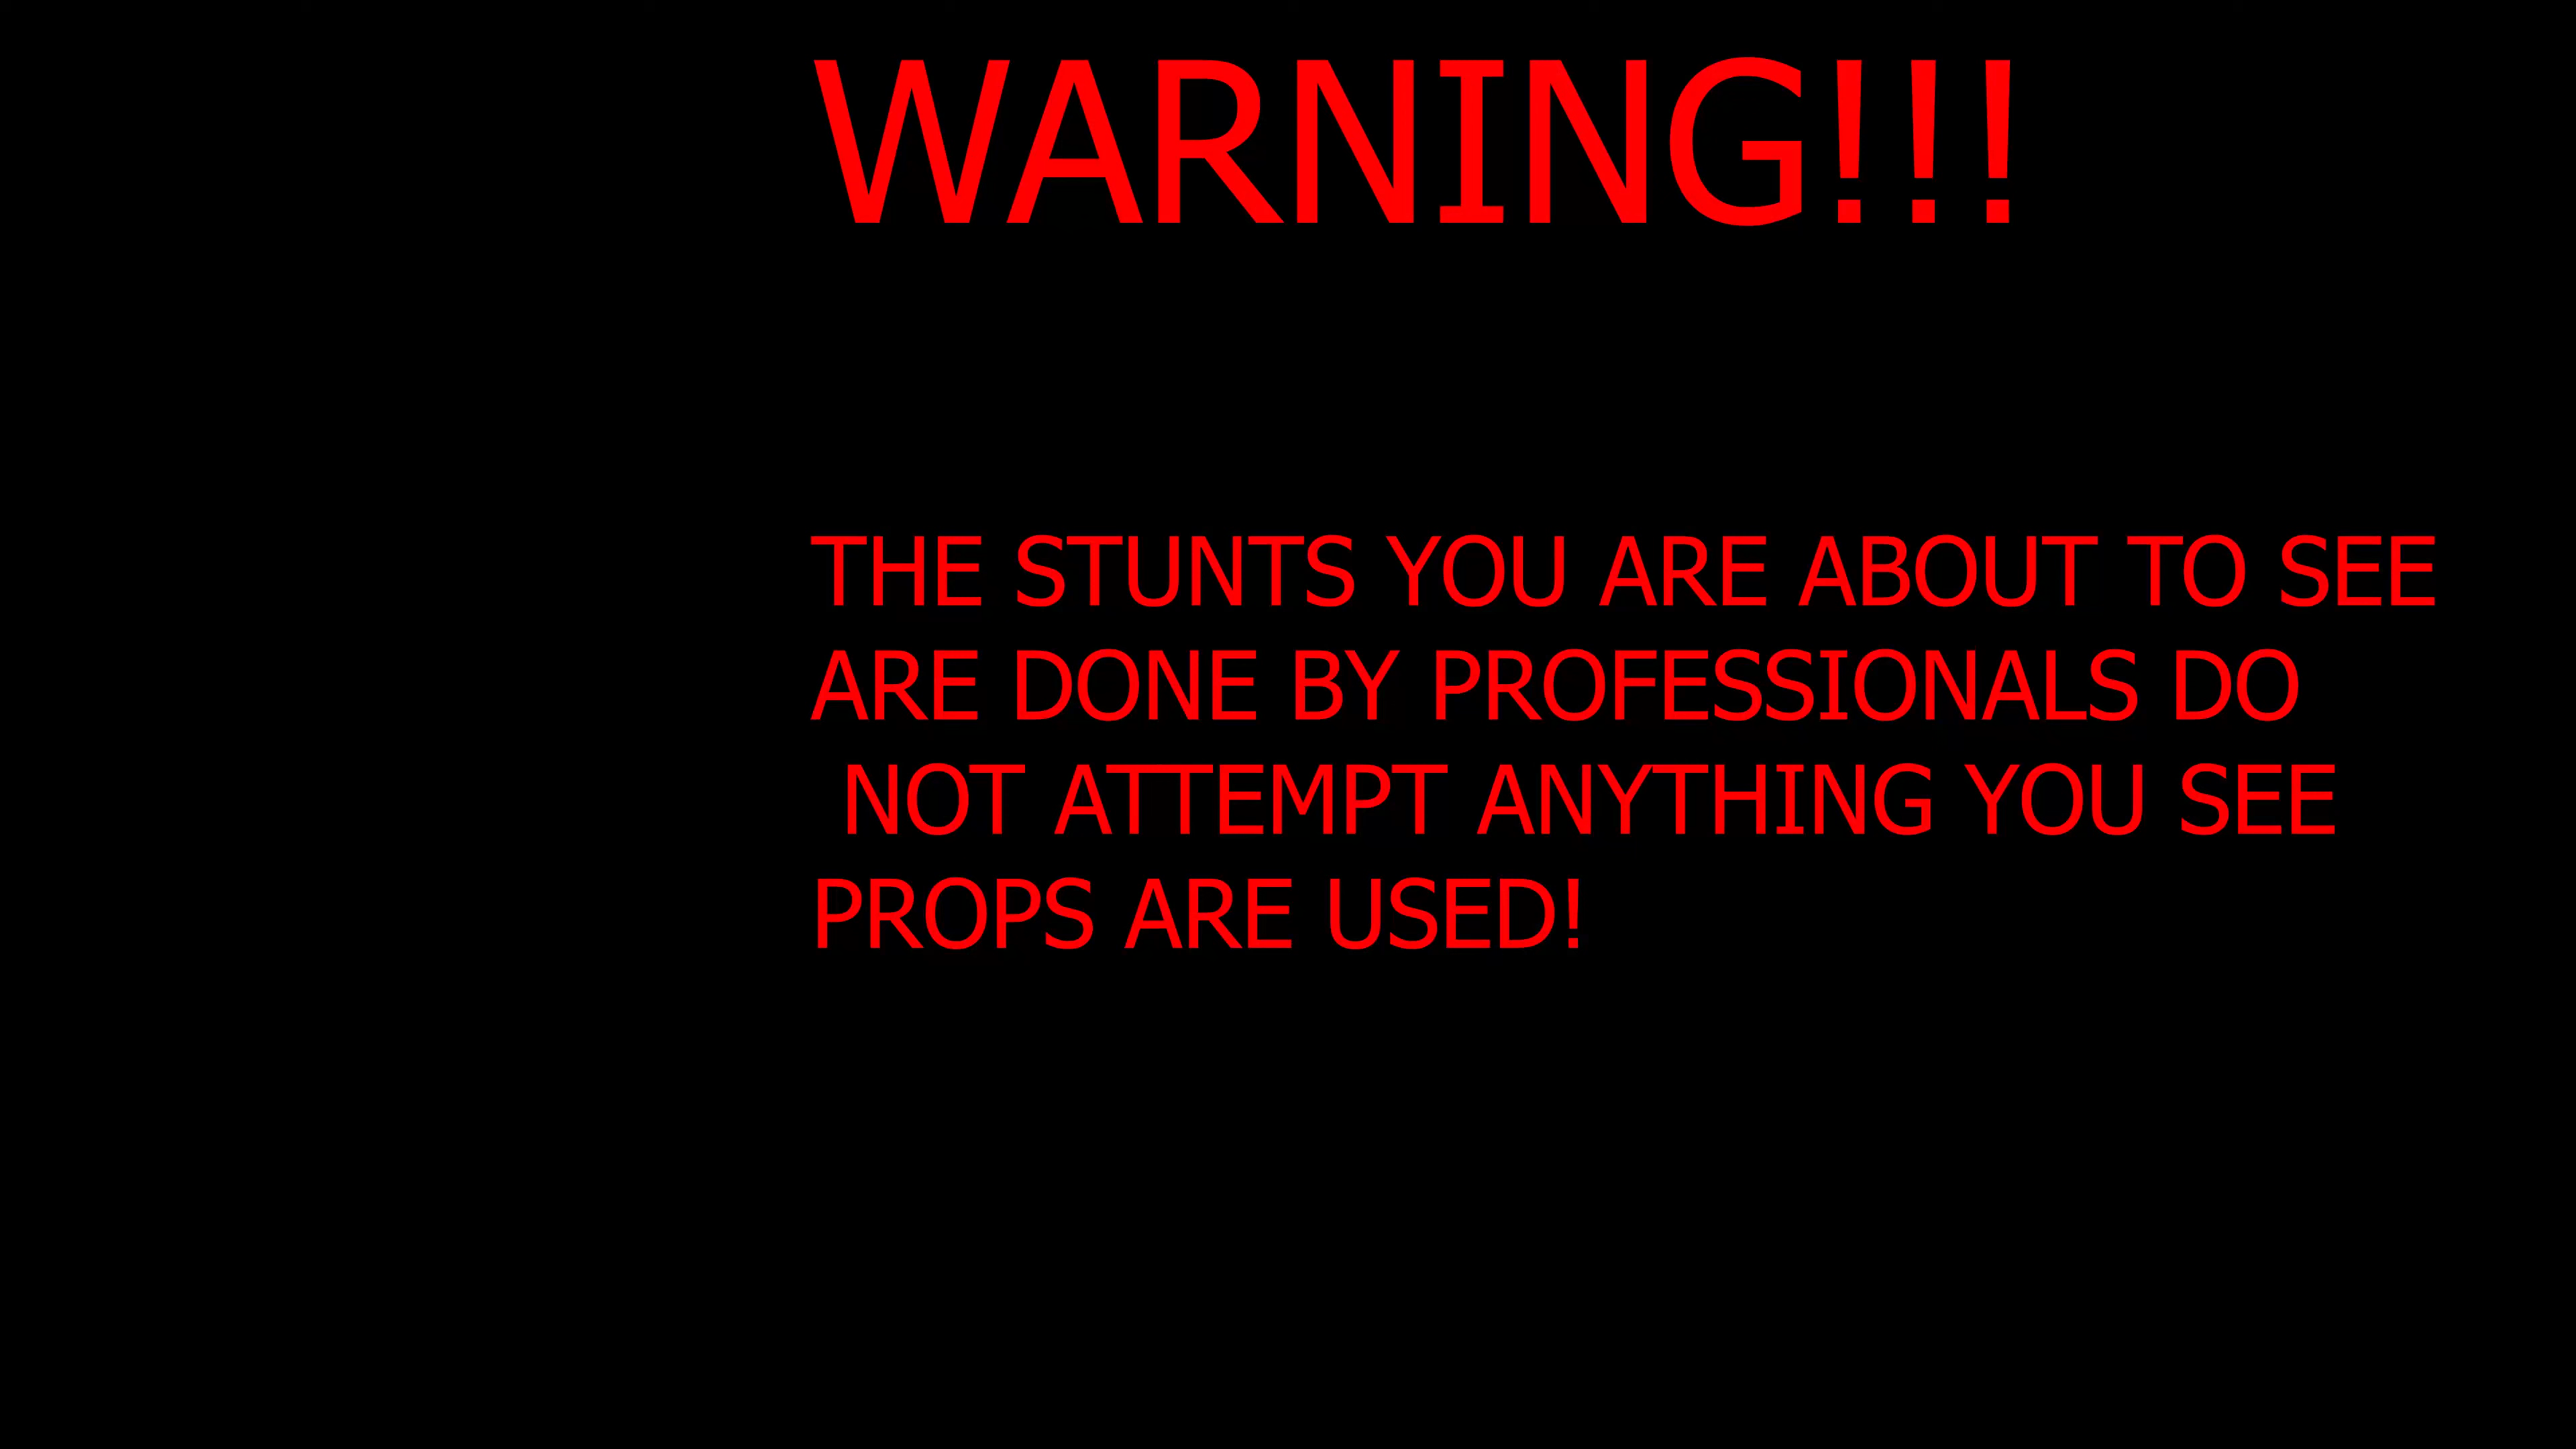 WARNING!!!
THE STUNTS YOU ARE ABOUT TO SEE
ARE DONE BY PROFESSIONALS DO
NOT ATTEMPT ANYTHING YOU SEE
PROPS ARE USED!